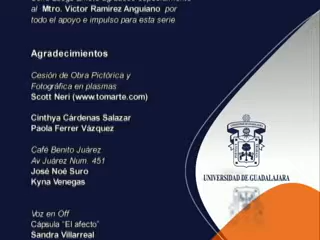 al Mtro. Victor Ramirez Anguiano por
todo el apoyo e impulso para esta serie
Agradecimientos
Cesión de Obra Pictórica y
Fotográfica en plasmas
Scott Neri (www.tomarte.com)
Cinthya Cárdenas Salazar
Paola Ferrer Vázquez
Café Benito Juárez
Av Juárez Num. 451
José Noé Suro
Kyna Venegas
UNIVERSIDAD DE GUADALAJARA
Voz en Off
Cápsula "El afecto"
Sandra Villarreal